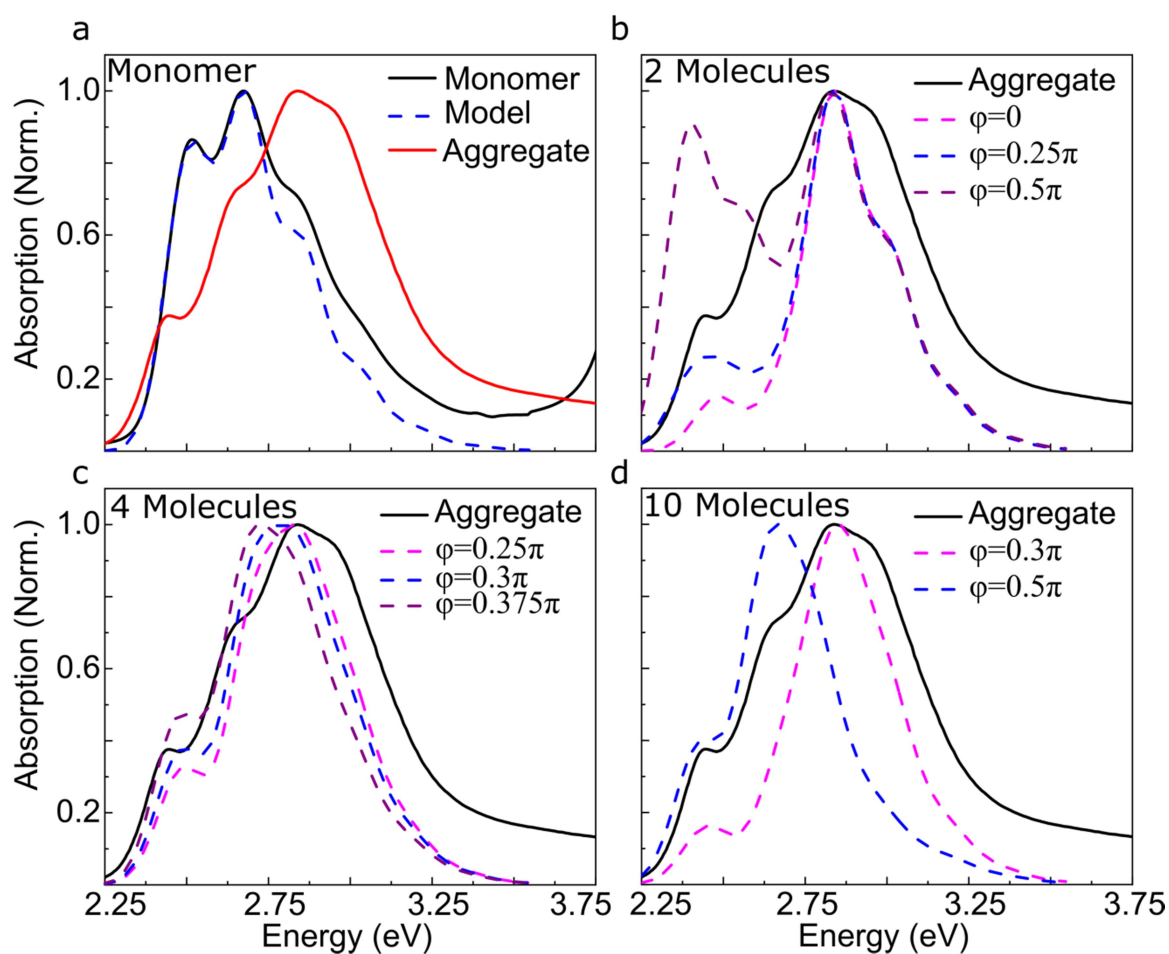 a
Monomer
Monomer
Model
Aggregate
1.0
0.6
0.2
Absorption (Norm.)
b
2 Molecules
Aggregate
φ=0
φ=0.25π
φ=0.5π
c
4 Molecules
Aggregate
φ=0.25π
φ=0.3π
φ=0.375π
1.0
0.6
0.2
Absorption (Norm.)
2.25 2.75 3.25 3.75
Energy (eV)
d
10 Molecules
Aggregate
φ=0.3π
φ=0.5π
2.25 2.75 3.25 3.75
Energy (eV)